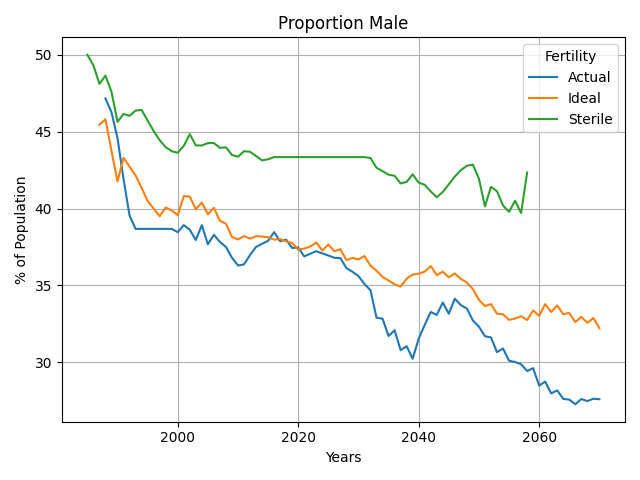 Proportion Male
Fertility
Actual
Ideal
Sterile
% of Population
50
45
40
35
30
2000
2020
2040
2060
Years